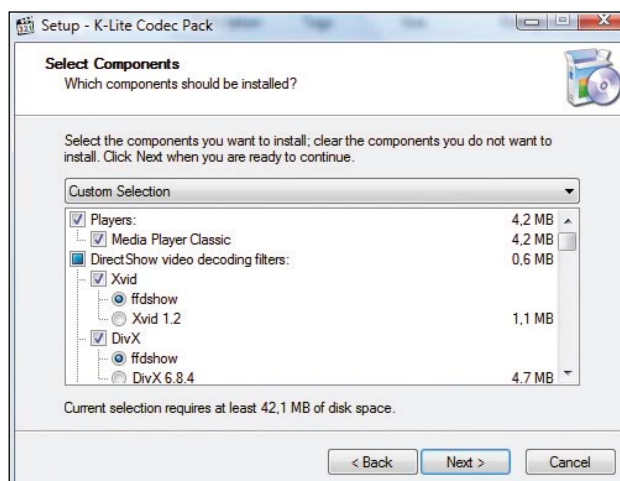 Setup - K-Lite Codec Pack
Select Components
Which components should be installed?
Select the components you want to install; clear the components you do not want to
install. Click Next when you are ready to continue.
Custom Selection
Players: 4,2 MB
Media Player Classic 4,2 MB
DirectShow video decoding filters: 0,6 MB
Xvid
ffdshow
Xvid 1.2 1,1 MB
DivX
ffdshow
DivX 6.8.4 4.7 MB
Current selection requires at least 42,1 MB of disk space.
< Back Next > Cancel